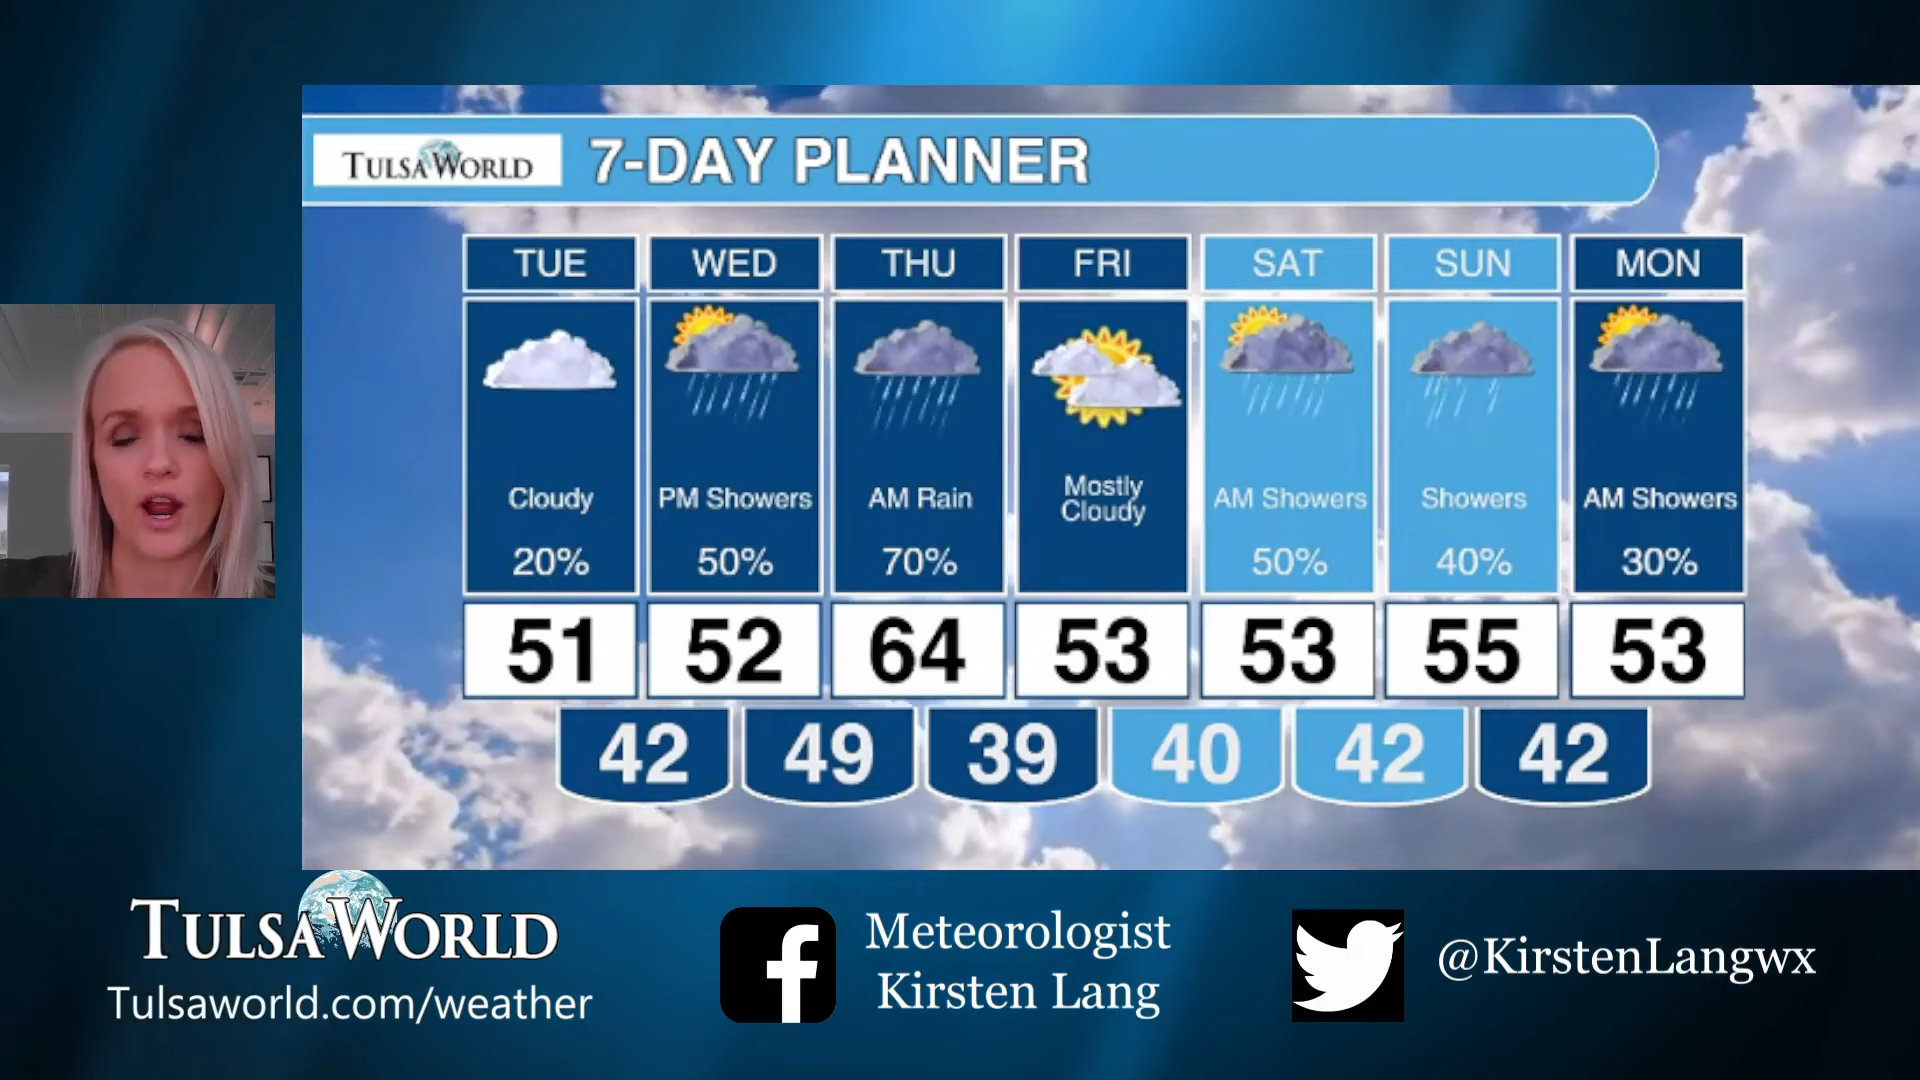 TULSA WORLD
7-DAY PLANNER
TUE WED THU FRI SAT SUN MON
Cloudy PM Showers AM Rain Mostly Cloudy AM Showers Showers AM Showers
20% 50% 70% 50% 40% 30%
51 52 64 53 53 55 53
42 49 39 40 42 42
TULSA WORLD
Tulsaworld.com/weather
f
Meteorologist
Kirsten Lang
@KirstenLangwx